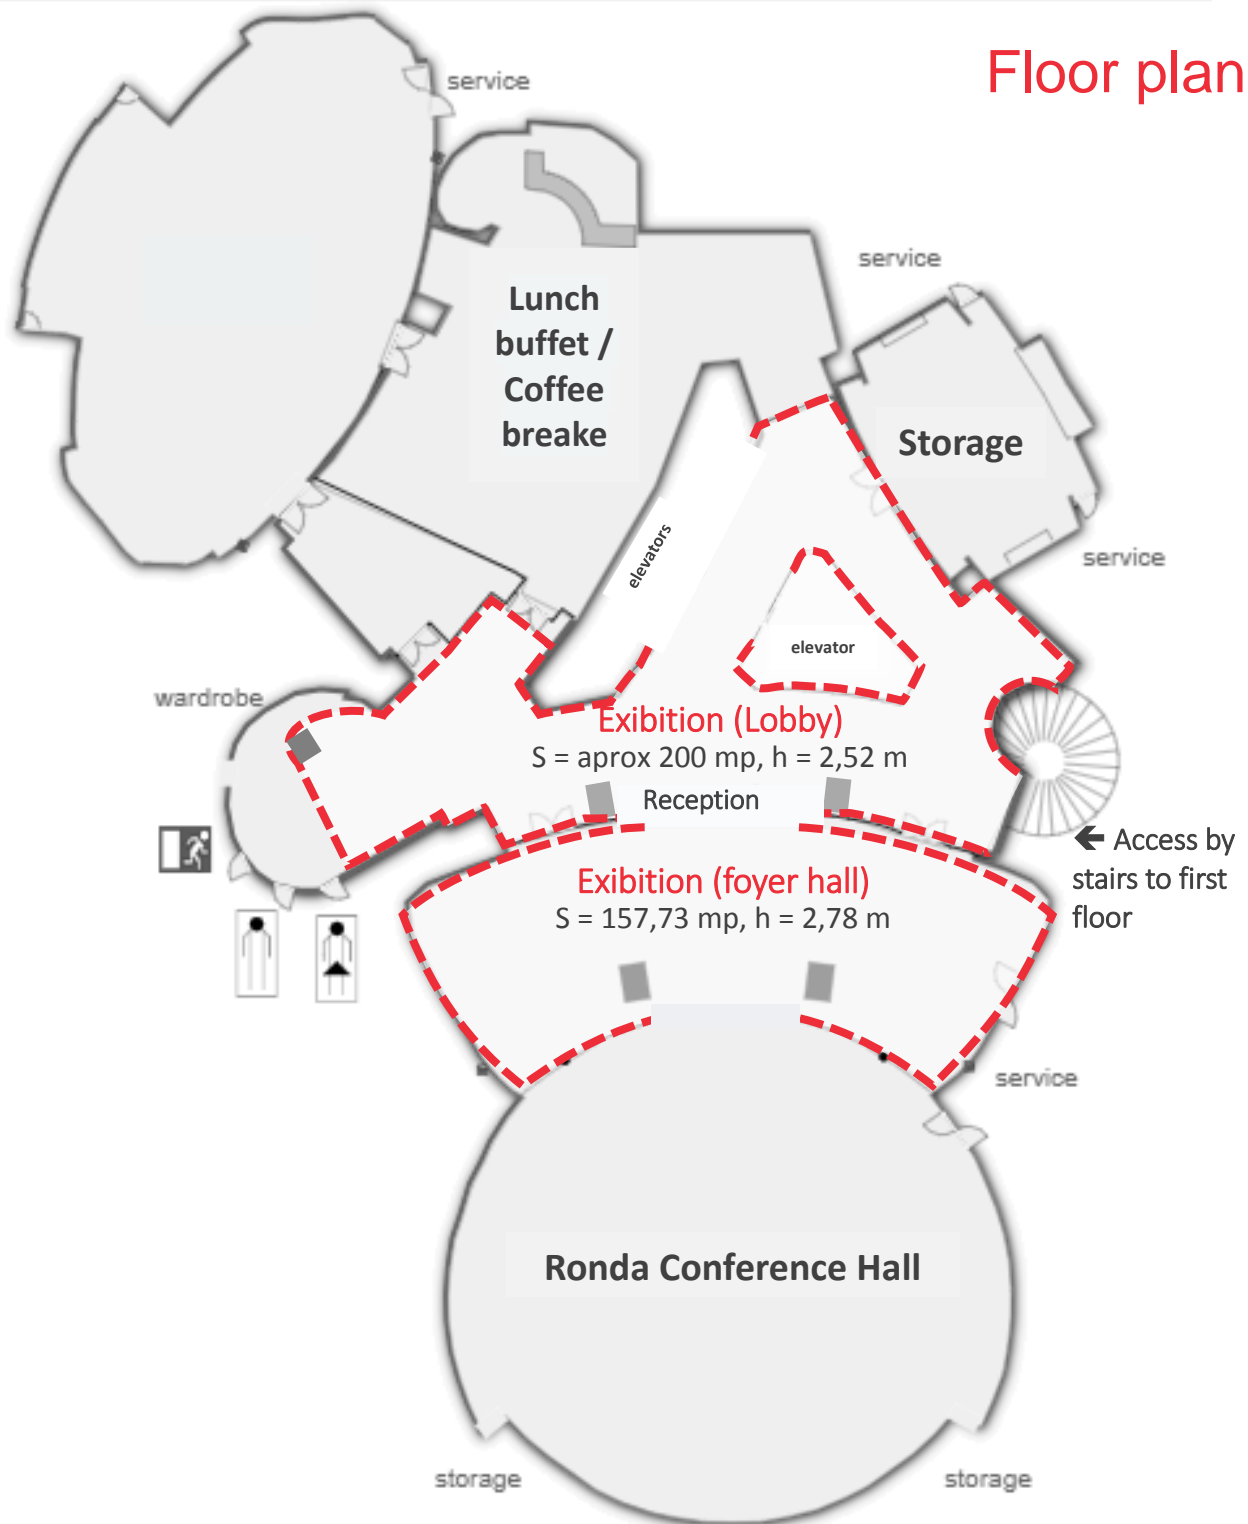 Floor plan
service
service
Lunch
buffet /
Coffee
breake
Storage
elevators
service
elevator
wardrobe
Exibition (Lobby)
S = aprox 200 mp, h = 2,52 m
Reception
🡸 Access by
stairs to first
floor
Exibition (foyer hall)
S = 157,73 mp, h = 2,78 m
service
Ronda Conference Hall
storage
storage